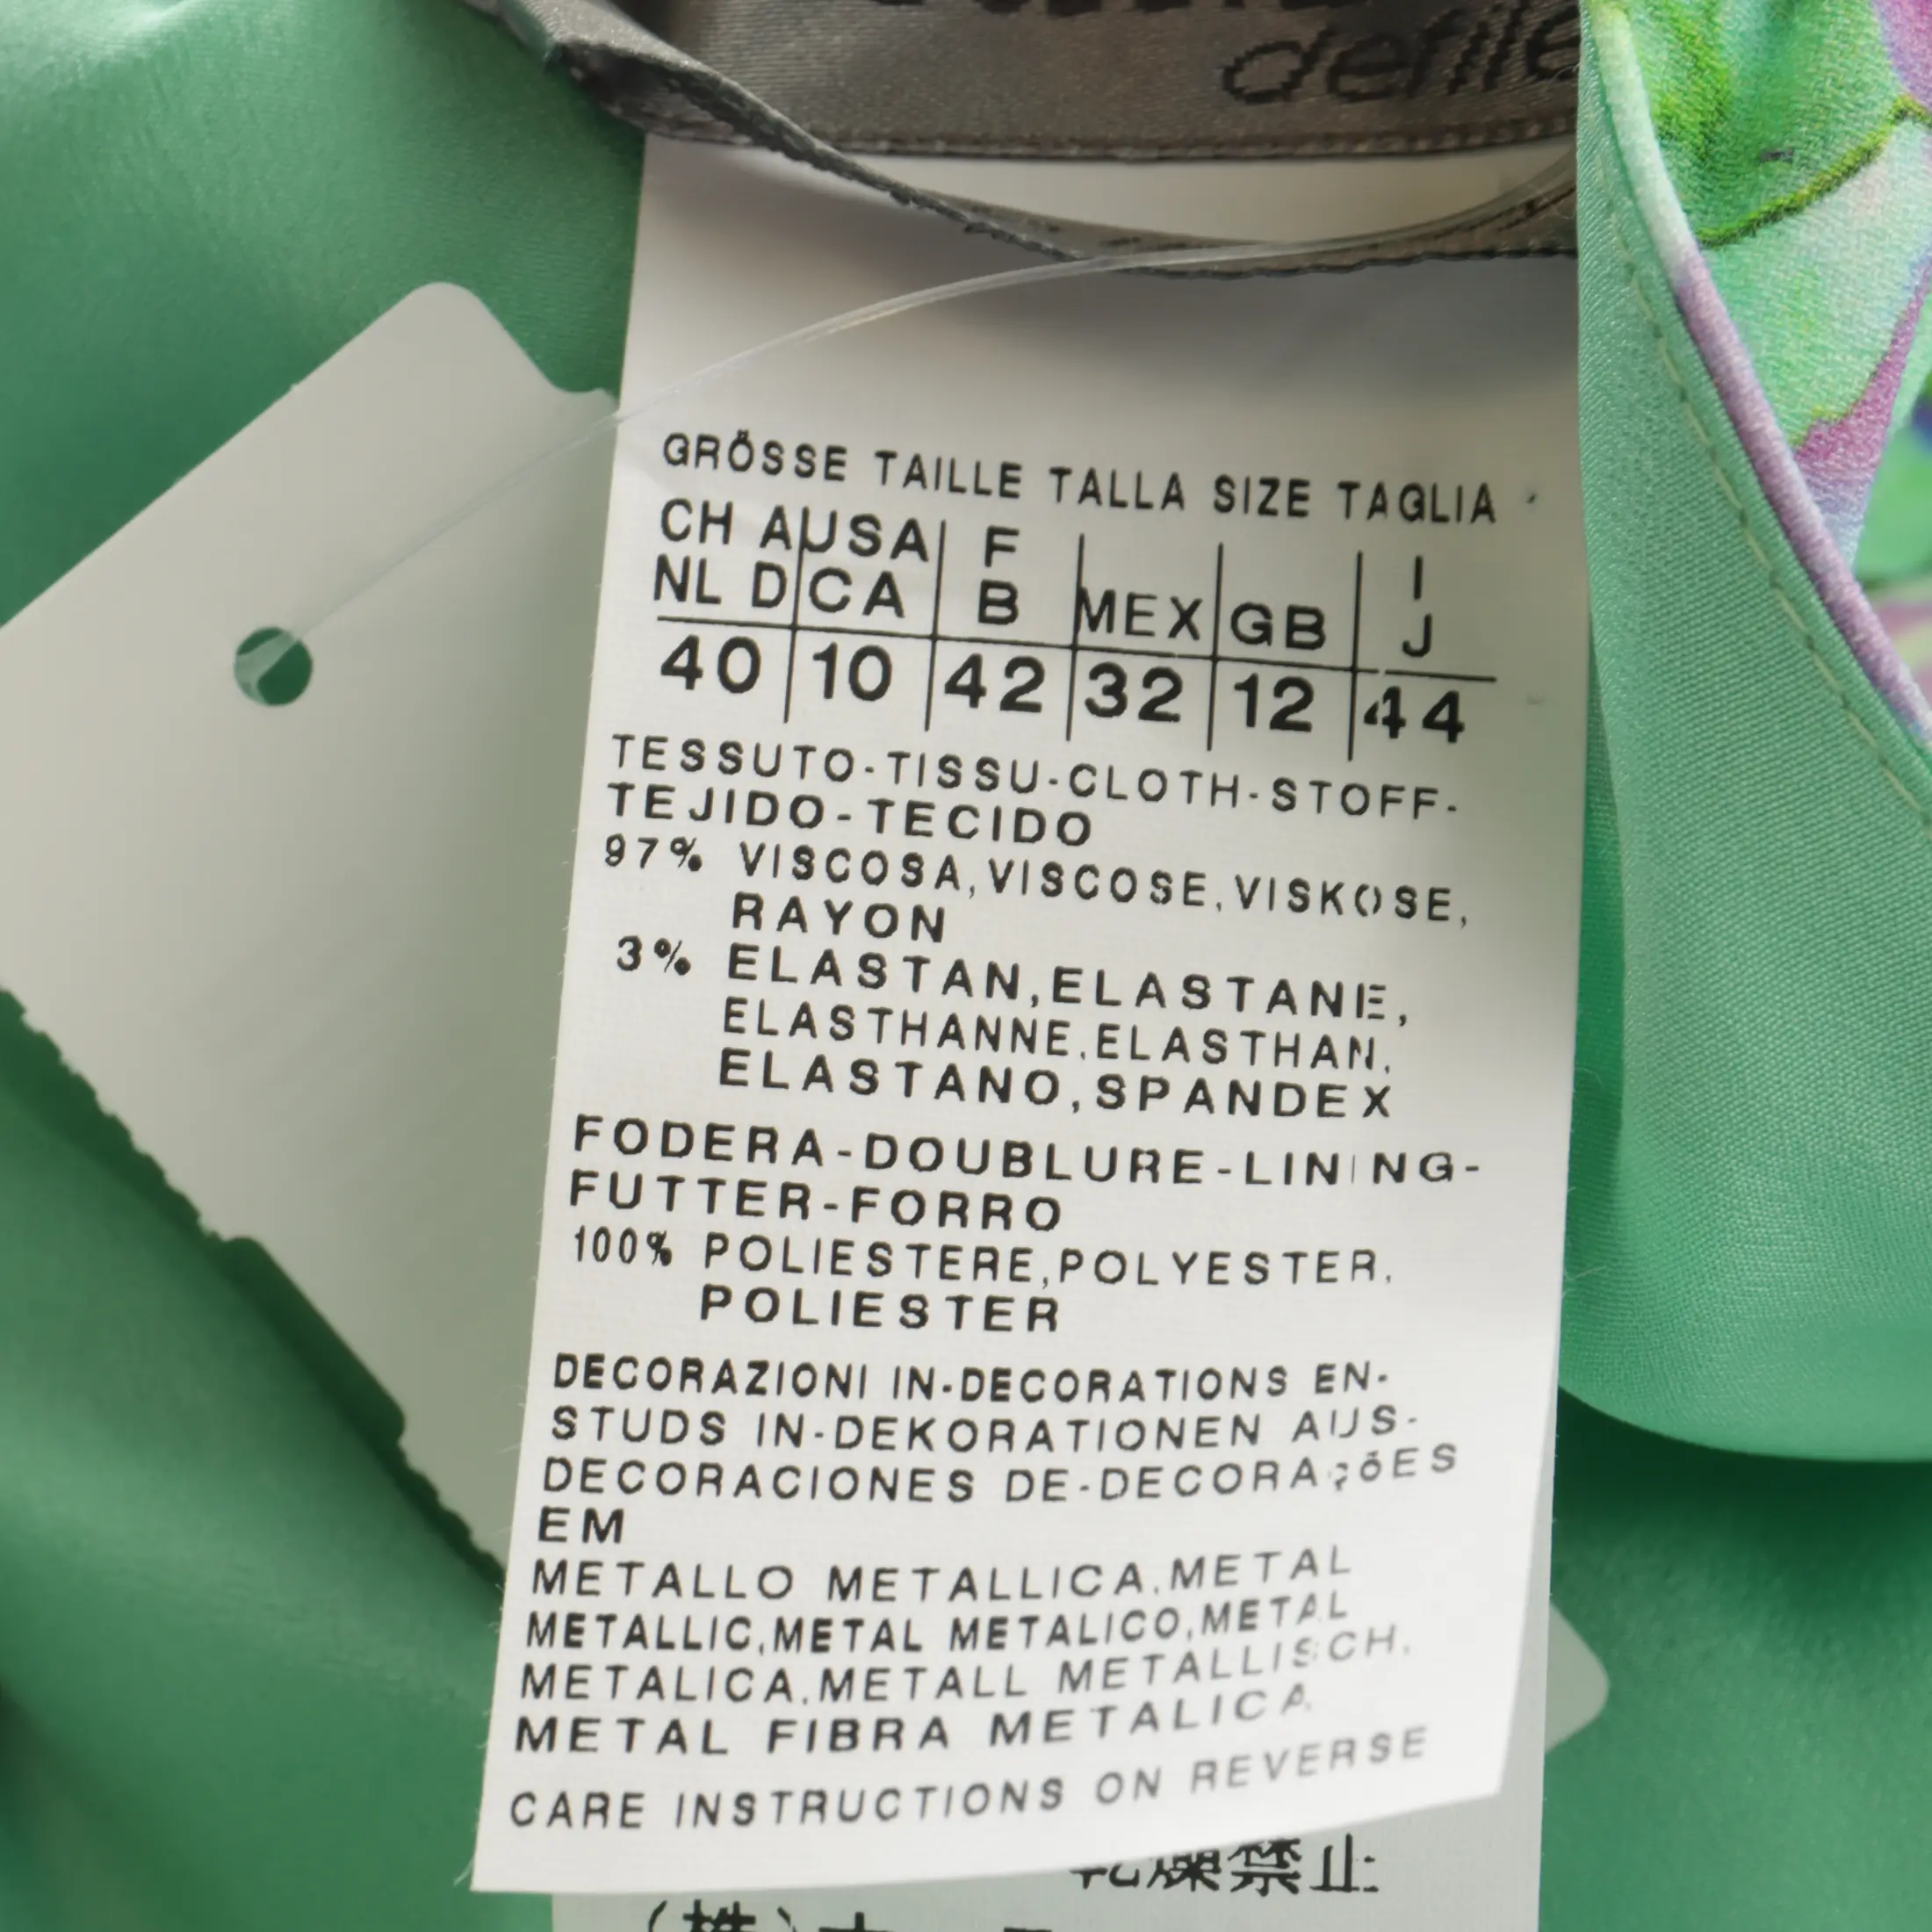 defile
GRÖSSE TAILLE TALLA SIZE TAGLIA
CH A USA F I
NL D CA B MEX GB J
40 10 42 32 12 44
TESSUTO-TISSU-CLOTH-STOFF-
TEJIDO-TECIDO
97% VISCOSA,VISCOSE,VISKOSE,
RAYON
3% ELASTAN,ELASTANE,
ELASTHANNE,ELASTHAN,
ELASTANO,SPANDEX
FODERA-DOUBLURE-LINING-
FUTTER-FORRO
100% POLIESTERE,POLYESTER,
POLIESTER
DECORAZIONI IN-DECORATIONS EN-
STUDS IN-DEKORATIONEN AUS-
DECORACIONES DE-DECORAÇÕES
EM
METALLO METALLICA,METAL
METALLIC,METAL METALICO,METAL
METALICA,METALL METALLISCH,
METAL FIBRA METALICA
CARE INSTRUCTIONS ON REVERSE
乾燥禁止
(株)